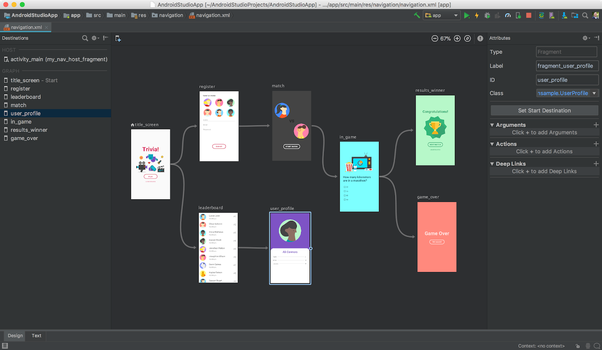 AndroidStudioApp [~/AndroidStudioProjects/AndroidStudioApp] - .../app/src/main/res/navigation/navigation.xml [app]
AndroidStudioApp app src main res navigation navigation.xml app
navigation.xml
Destinations
67%
Attributes
HOST
activity_main (my_nav_host_fragment)
GRAPH
title_screen - Start
register
leaderboard
match
user_profile
in_game
results_winner
game_over
title_screen
Trivia!
register
match
in_game
results_winner
Congratulations!
leaderboard
user_profile
game_over
Game Over
Type fragment
Label fragment_user_profile
ID user_profile
Class example.UserProfile
Set Start Destination
Arguments
Click + to add Arguments
Actions
Click + to add Actions
Deep Links
Click + to add Deep Links
Design Text
Context: <no context>